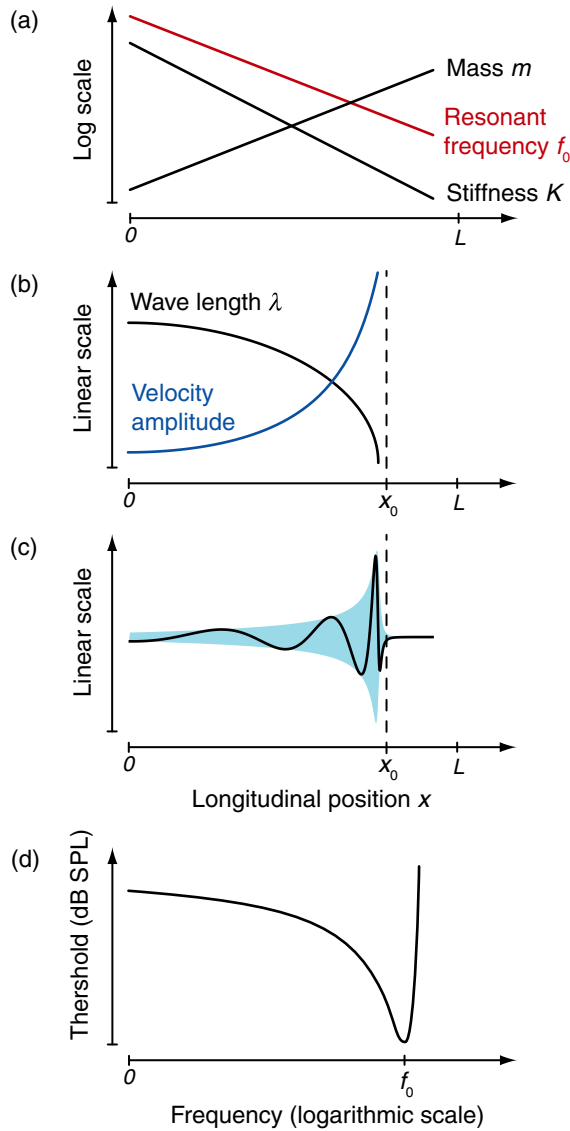 (a)
Log scale
Mass m
Resonant
frequency f0
Stiffness K
0
L
(b)
Linear scale
Wave length λ
Velocity
amplitude
0
x0
L
(c)
Linear scale
0
x0
L
Longitudinal position x
(d)
Thershold (dB SPL)
0
f0
Frequency (logarithmic scale)